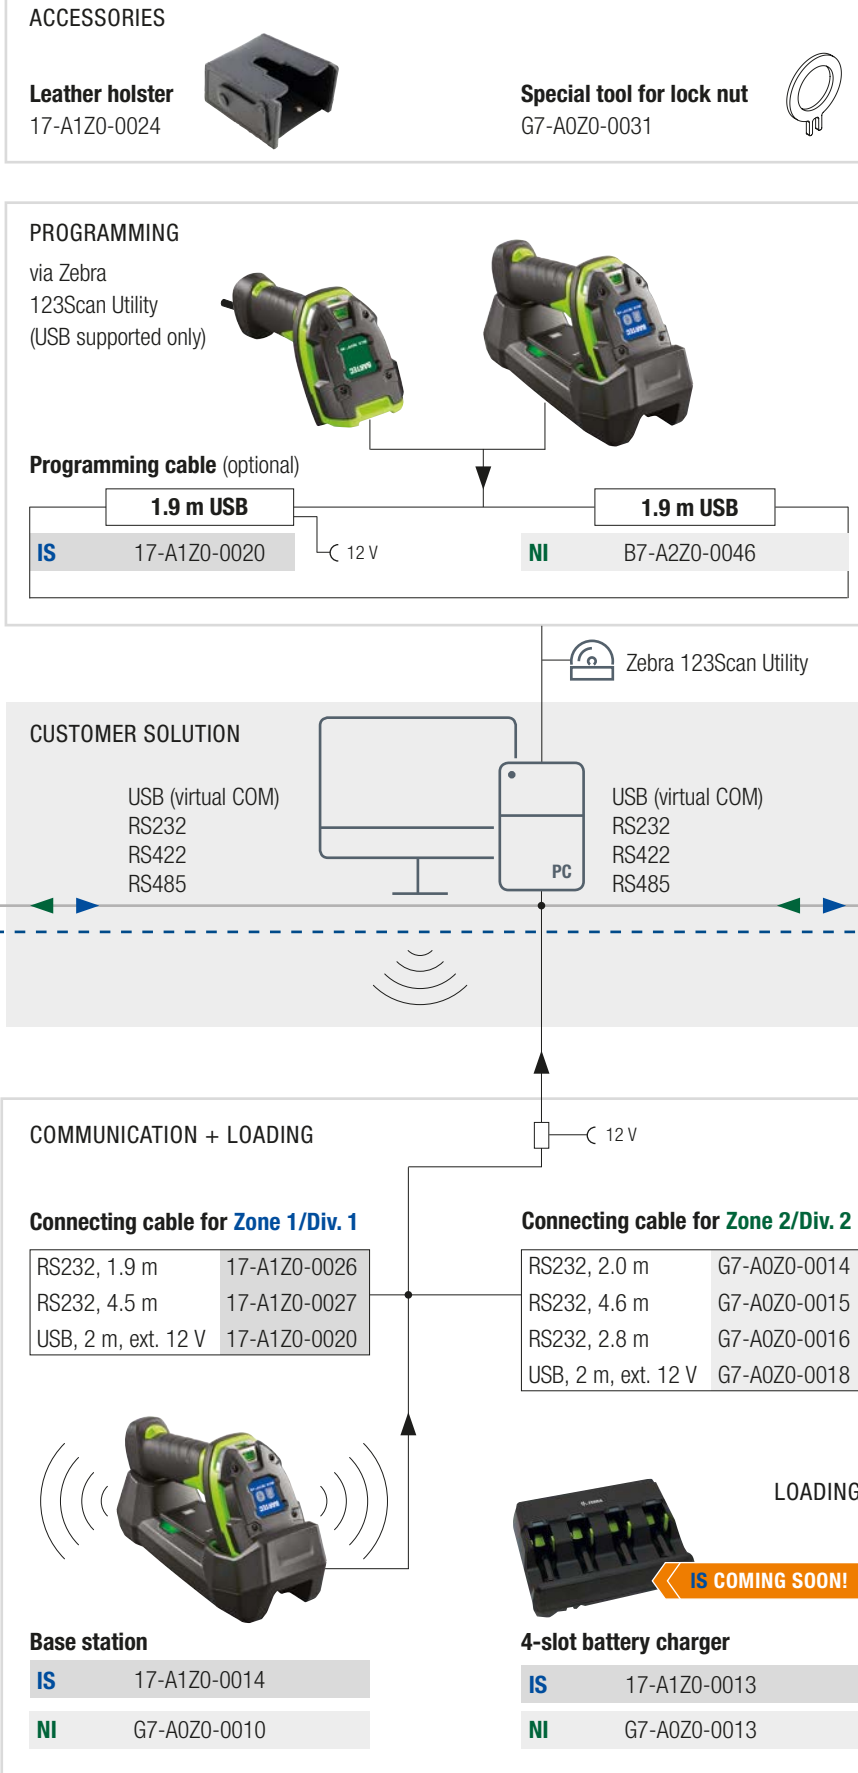 ACCESSORIES
Leather holster
17-A1Z0-0024
Special tool for lock nut
G7-A0Z0-0031
PROGRAMMING
via Zebra
123Scan Utility
(USB supported only)
Programming cable (optional)
1.9 m USB
IS 17-A1Z0-0020
12 V
1.9 m USB
NI B7-A2Z0-0046
Zebra 123Scan Utility
CUSTOMER SOLUTION
USB (virtual COM)
RS232
RS422
RS485
PC
USB (virtual COM)
RS232
RS422
RS485
COMMUNICATION + LOADING
12 V
Connecting cable for Zone 1/Div. 1
RS232, 1.9 m 17-A1Z0-0026
RS232, 4.5 m 17-A1Z0-0027
USB, 2 m, ext. 12 V 17-A1Z0-0020
Connecting cable for Zone 2/Div. 2
RS232, 2.0 m G7-A0Z0-0014
RS232, 4.6 m G7-A0Z0-0015
RS232, 2.8 m G7-A0Z0-0016
USB, 2 m, ext. 12 V G7-A0Z0-0018
LOADING
ZEBRA
IS COMING SOON!
Base station
IS 17-A1Z0-0014
NI G7-A0Z0-0010
4-slot battery charger
IS 17-A1Z0-0013
NI G7-A0Z0-0013